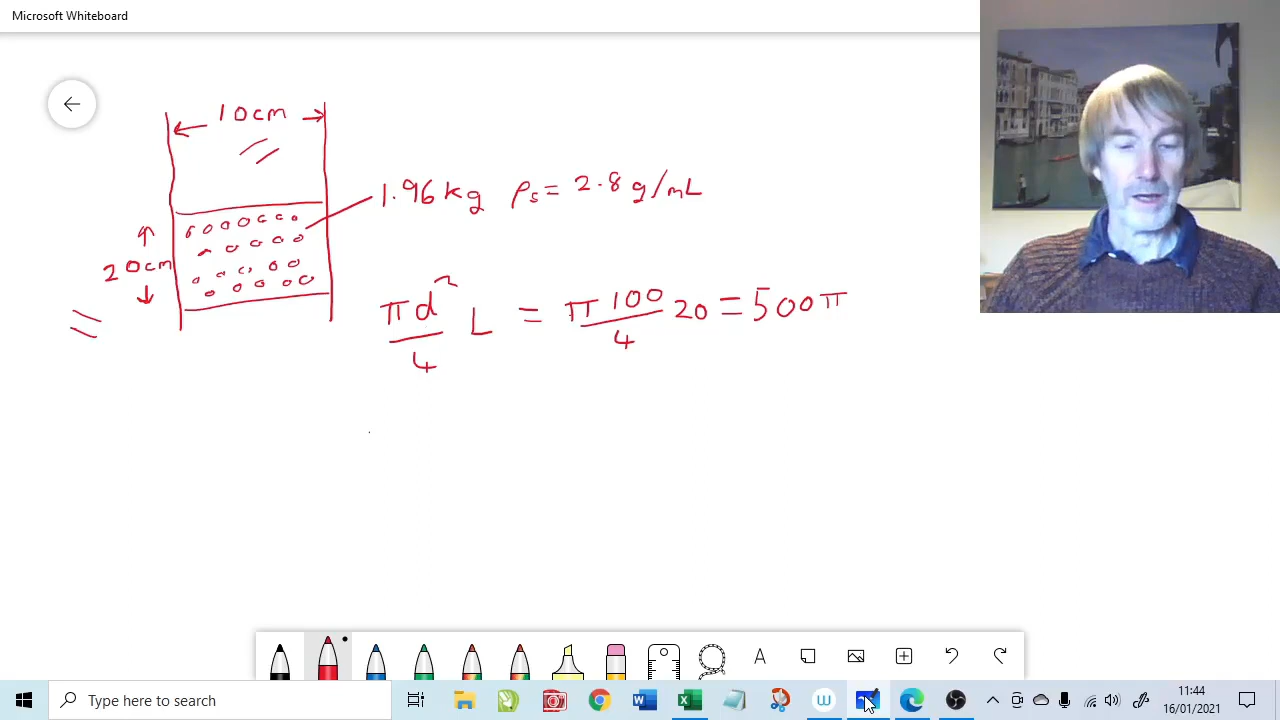 Microsoft Whiteboard
10cm
1.96 kg ρs = 2.8 g/mL
20cm
πd²/4 L = π 100/4 20 = 500π
A
Type here to search
11:44
16/01/2021